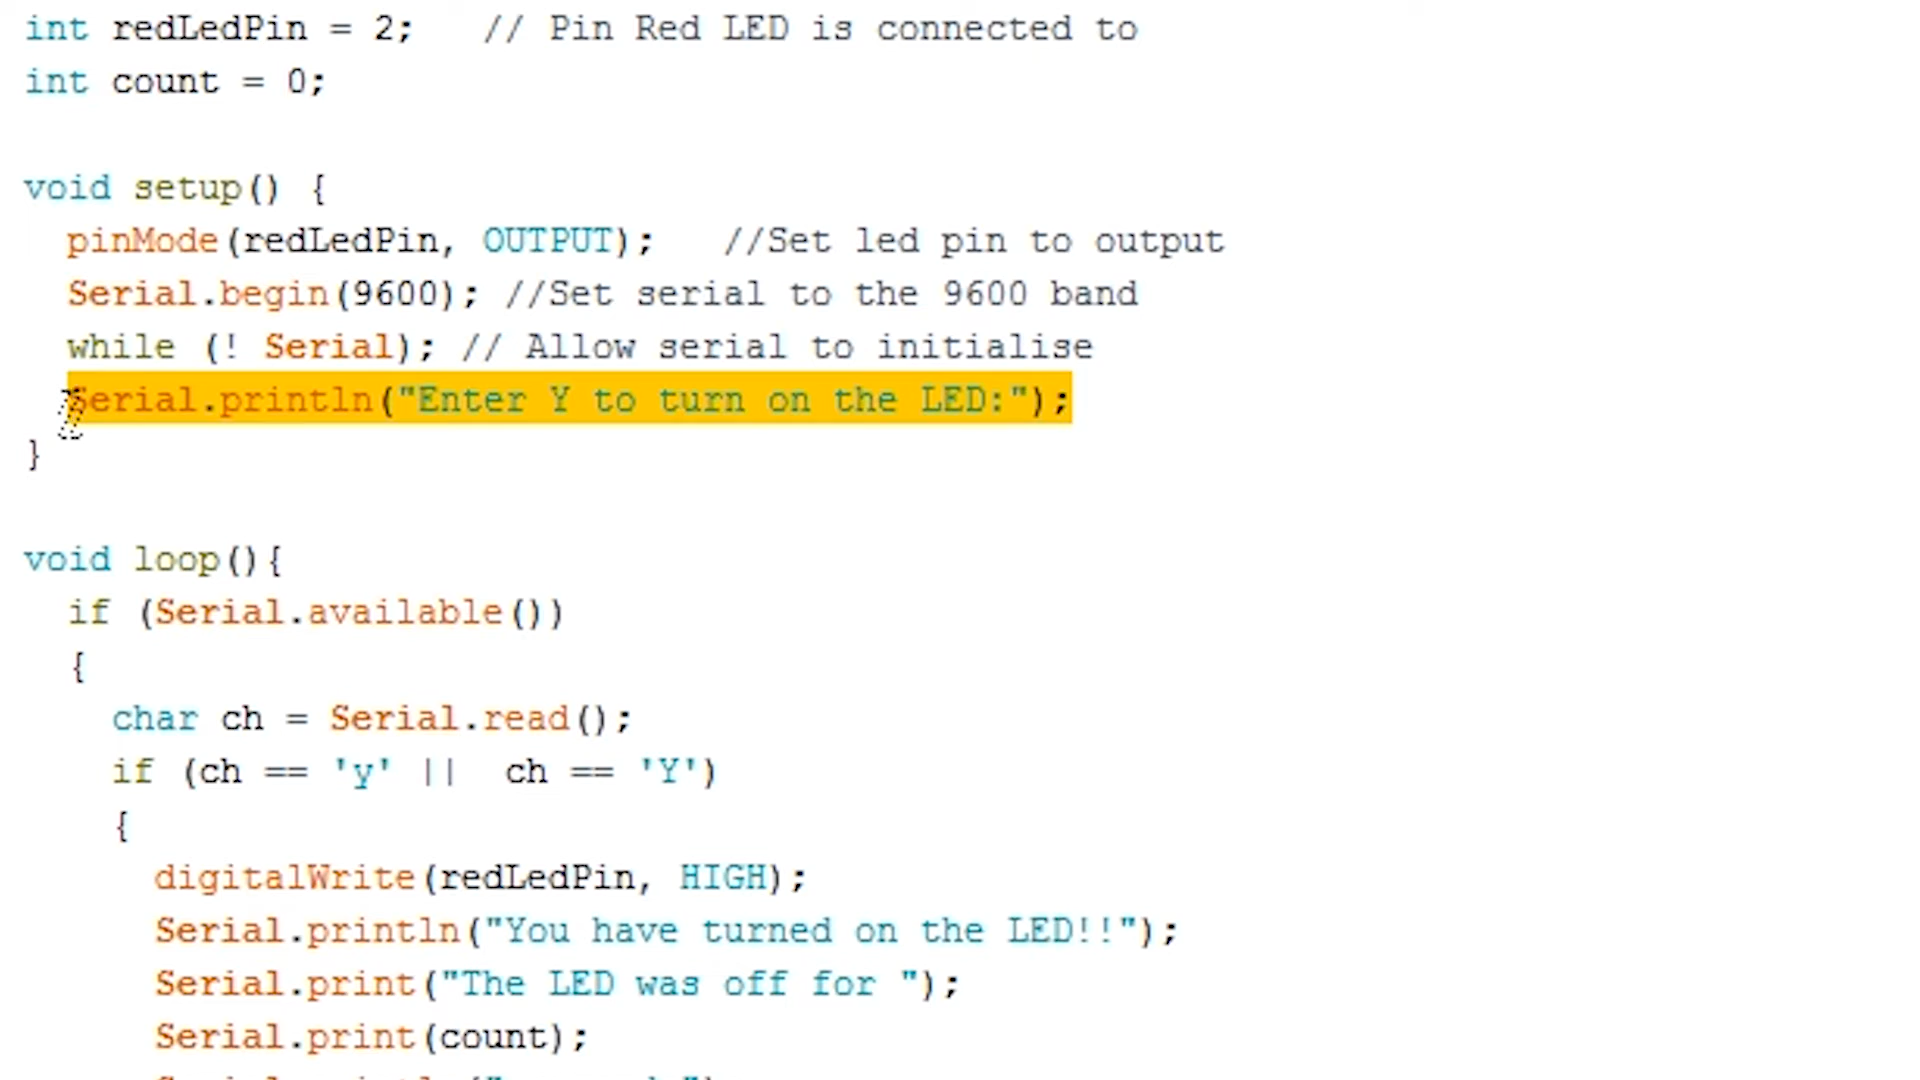 int redLedPin = 2;   // Pin Red LED is connected to
int count = 0;
void setup() {
  pinMode(redLedPin, OUTPUT);   //Set led pin to output
  Serial.begin(9600); //Set serial to the 9600 band
  while (! Serial); // Allow serial to initialise
  Serial.println("Enter Y to turn on the LED:");
}
void loop(){
  if (Serial.available())
  {
    char ch = Serial.read();
    if (ch == 'y' ||  ch == 'Y')
    {
      digitalWrite(redLedPin, HIGH);
      Serial.println("You have turned on the LED!!");
      Serial.print("The LED was off for ");
      Serial.print(count);